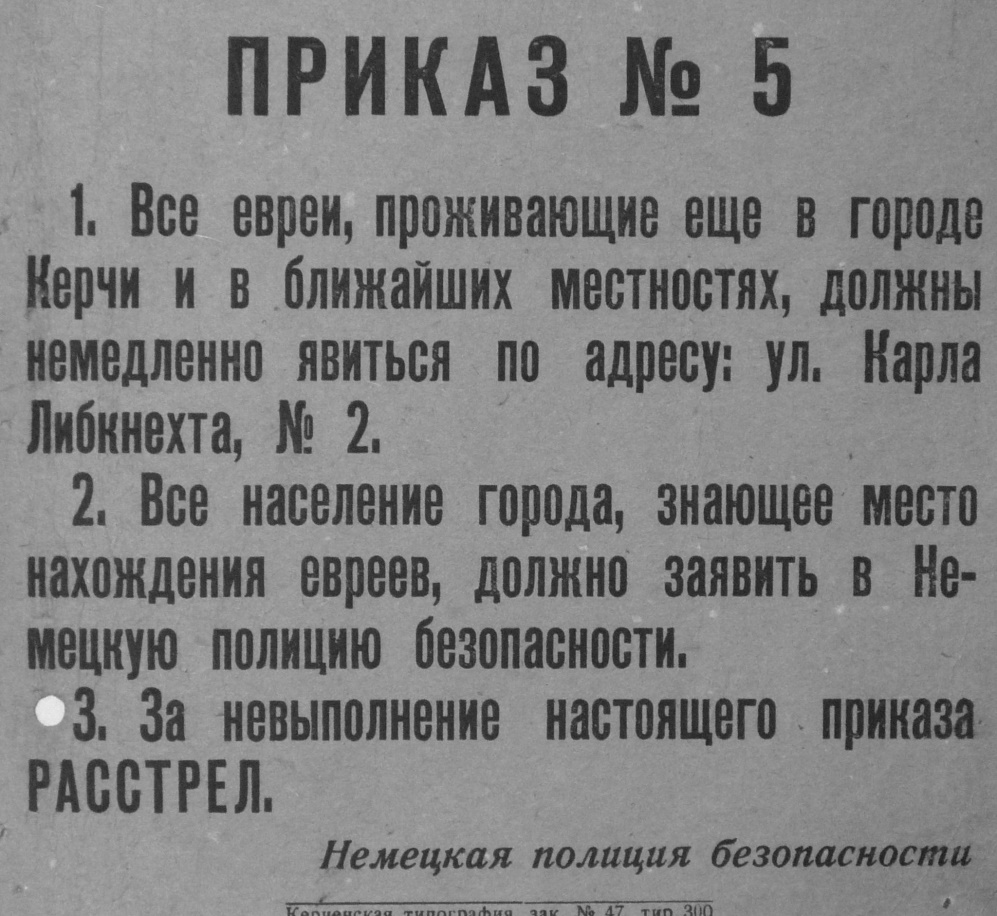 ПРИКАЗ № 5
1. Все евреи, проживающие еще в городе
Керчи и в ближайших местностях, должны
немедленно явиться по адресу: ул. Карла
Либкнехта, № 2.
2. Все население города, знающее место
нахождения евреев, должно заявить в Не-
мецкую полицию безопасности.
3. За невыполнение настоящего приказа
РАССТРЕЛ.
Немецкая полиция безопасности
Керченская типография, зак. № 47, тир. 300